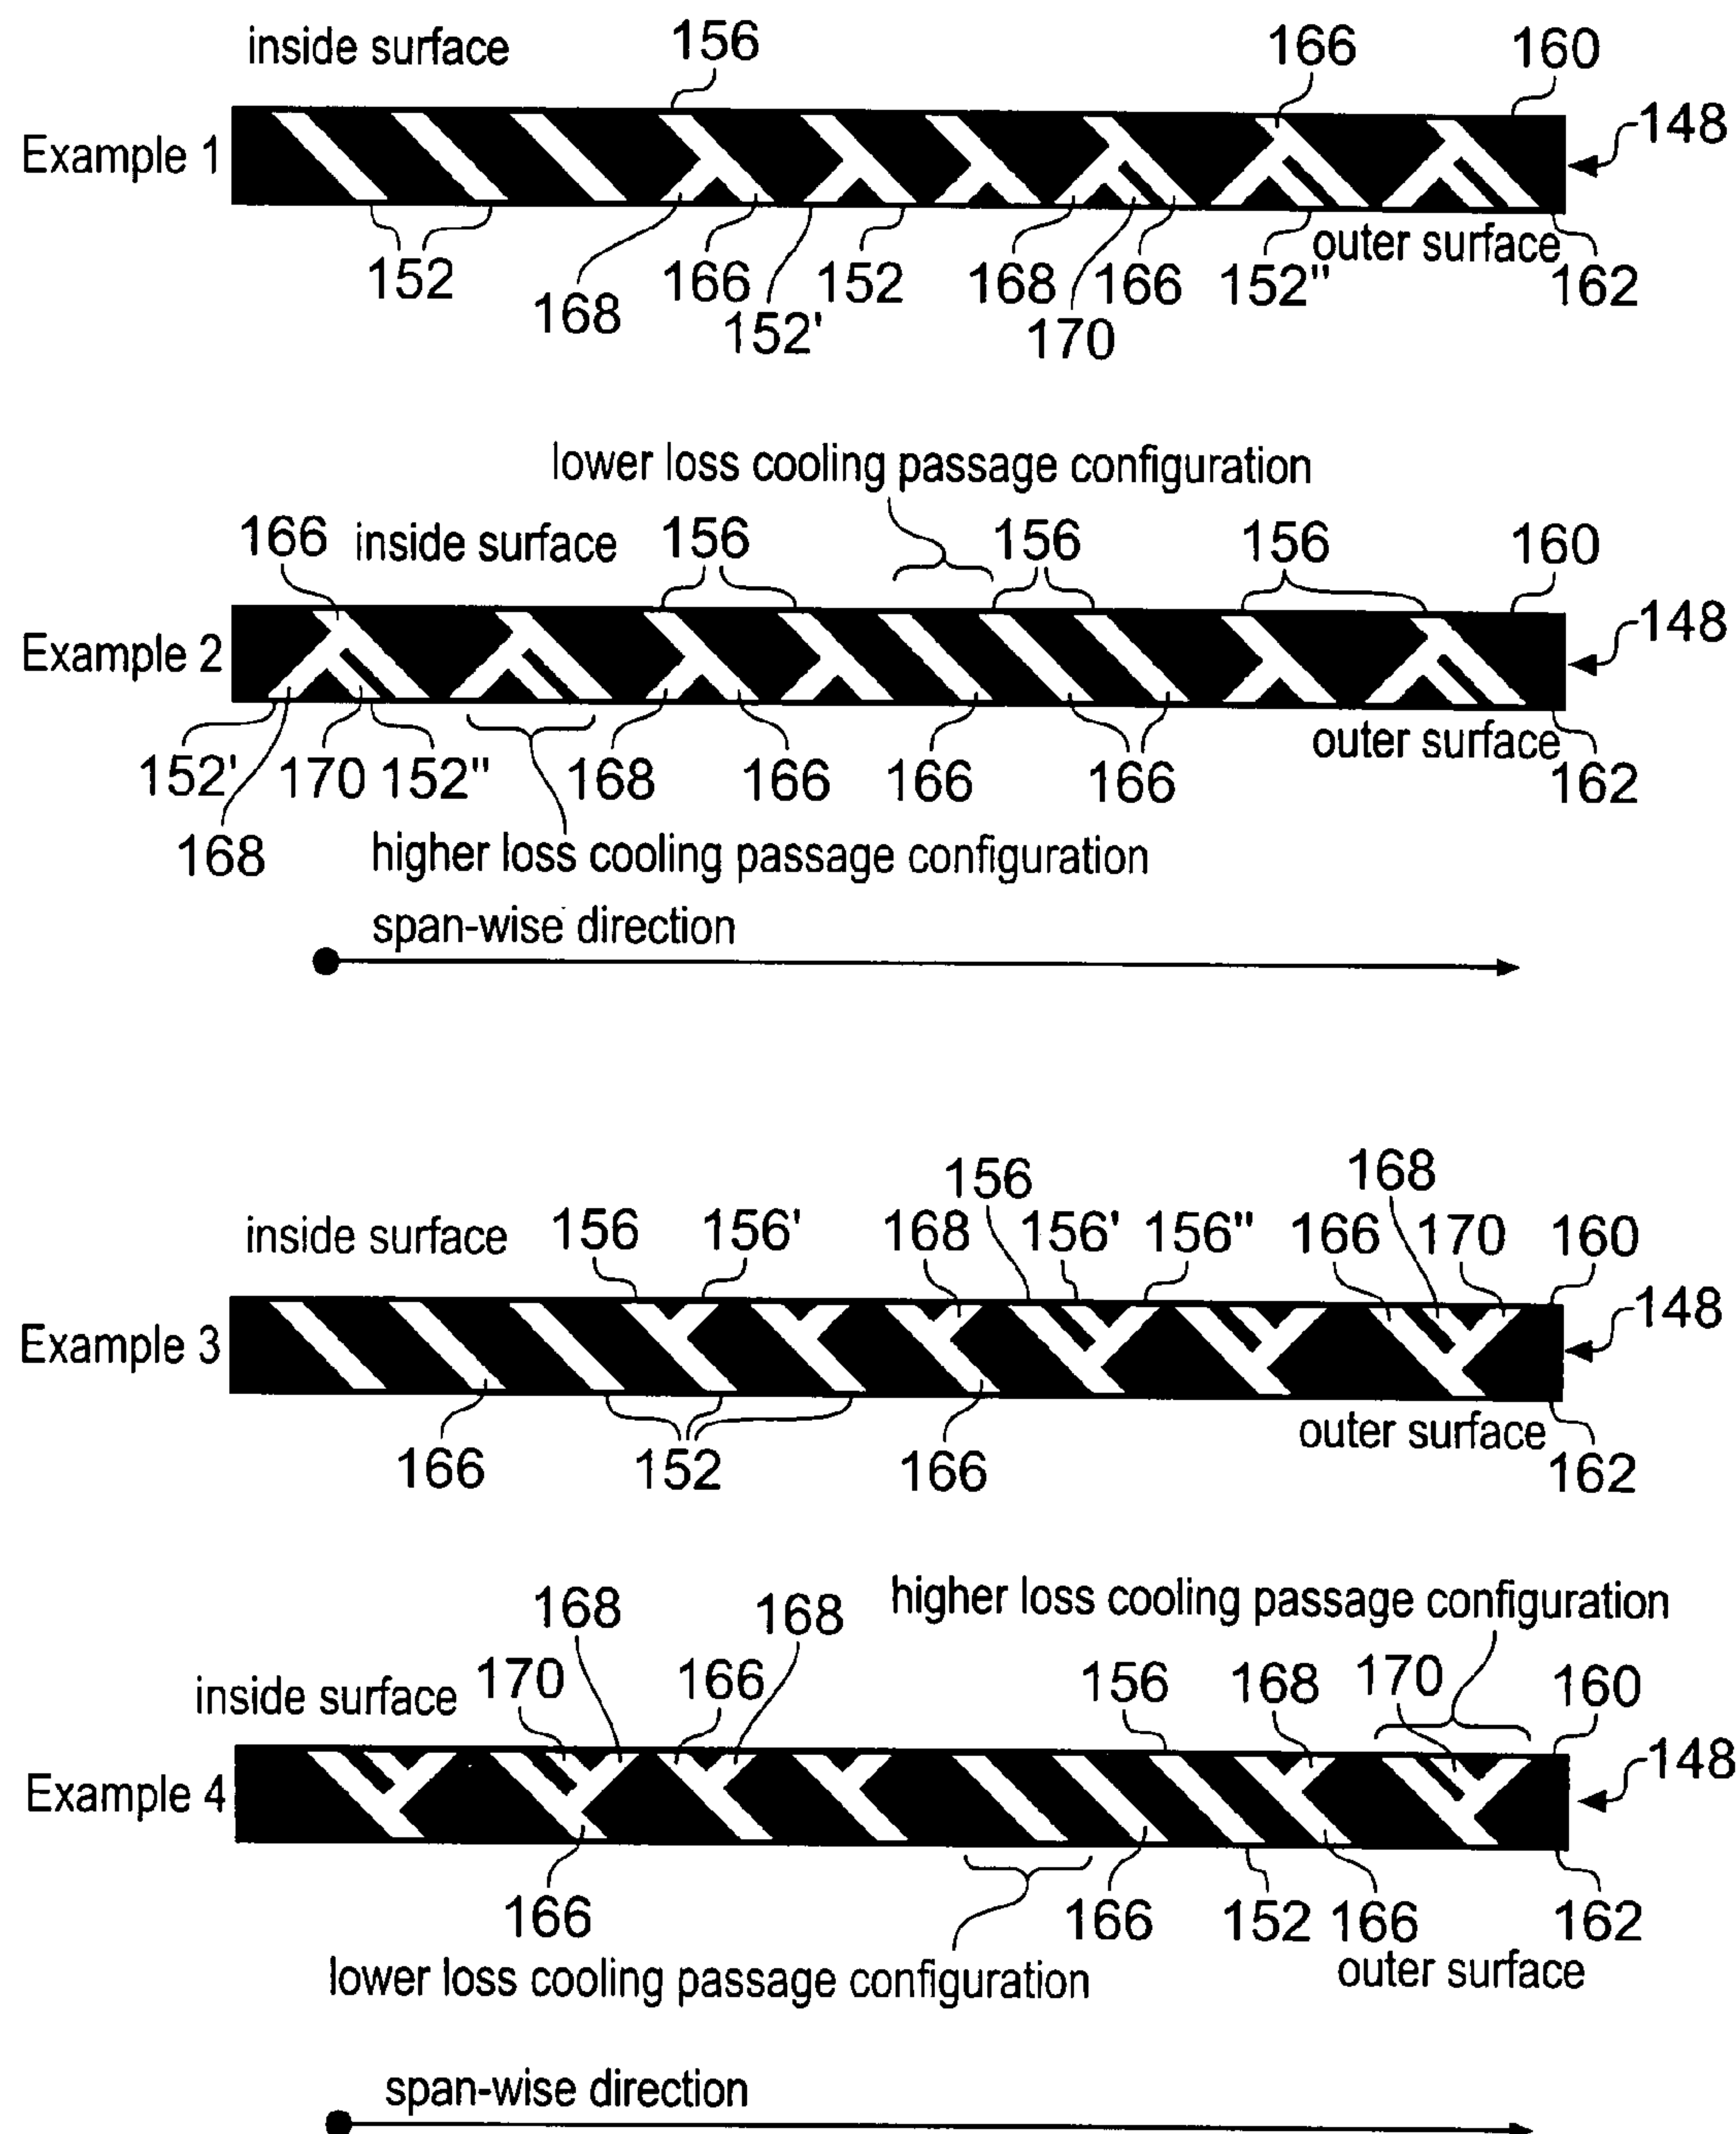 inside surface 156 166 160
Example 1 148
152 168 166 152' 152 168 170 166 152" outer surface 162
lower loss cooling passage configuration
166 inside surface 156 156 156 160
Example 2 148
outer surface
152' 170 152" 168 166 166 166 162
168 higher loss cooling passage configuration
span-wise direction
156 168
inside surface 156 156' 168 156' 156" 166 170 160
Example 3 148
outer surface
166 152 166 162
168 168 higher loss cooling passage configuration
inside surface 170 166 156 168 170 160
Example 4 148
166 166 152 166 162
lower loss cooling passage configuration outer surface
span-wise direction